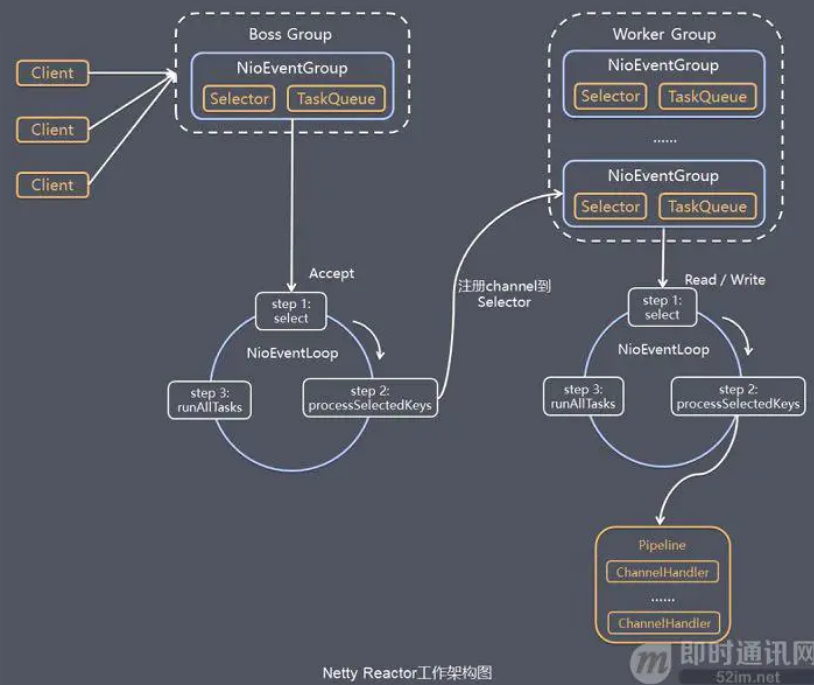 Boss Group
NioEventGroup
Selector
TaskQueue
Client
Client
Client
Worker Group
NioEventGroup
Selector
TaskQueue
......
NioEventGroup
Selector
TaskQueue
Accept
step 1:
select
NioEventLoop
step 2:
processSelectedKeys
step 3:
runAllTasks
注册channel到
Selector
Read / Write
step 1:
select
NioEventLoop
step 2:
processSelectedKeys
step 3:
runAllTasks
Pipeline
ChannelHandler
......
ChannelHandler
Netty Reactor工作架构图
即时通讯网
52im.net